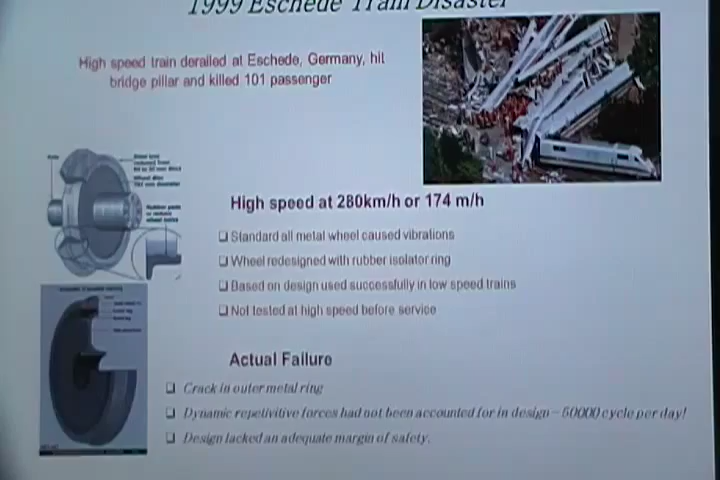 1999 Eschede Train Disaster
High speed train derailed at Eschede, Germany, hit
bridge pillar and killed 101 passenger
High speed at 280km/h or 174 m/h
❑ Standard all metal wheel caused vibrations
❑ Wheel redesigned with rubber isolator ring
❑ Based on design used successfully in low speed trains
❑ Not tested at high speed before service
Actual Failure
❑ Crack in outer metal ring
❑ Dynamic repetivitive forces had not been accounted for in design – 50000 cycle per day!
❑ Design lacked an adequate margin of safety.